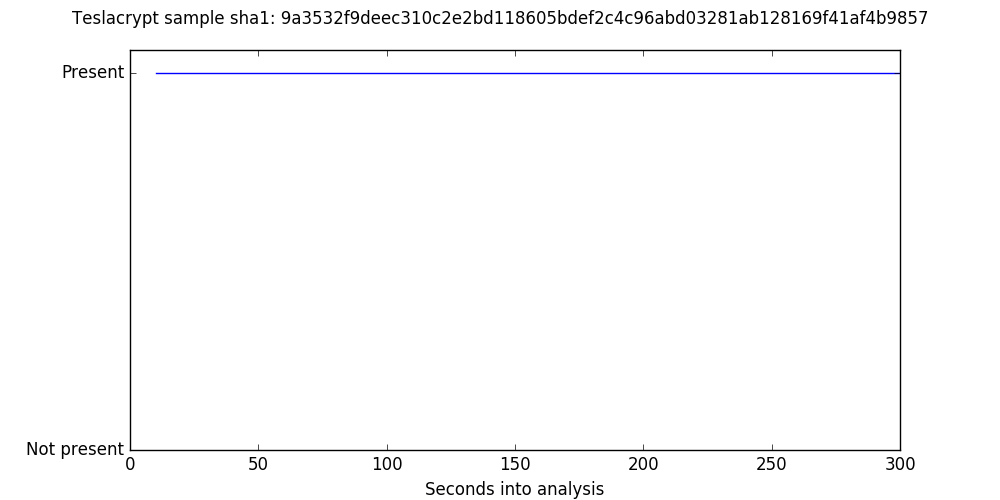 Teslacrypt sample sha1: 9a3532f9deec310c2e2bd118605bdef2c4c96abd03281ab128169f41af4b9857
Present
Not present
0 50 100 150 200 250 300
Seconds into analysis